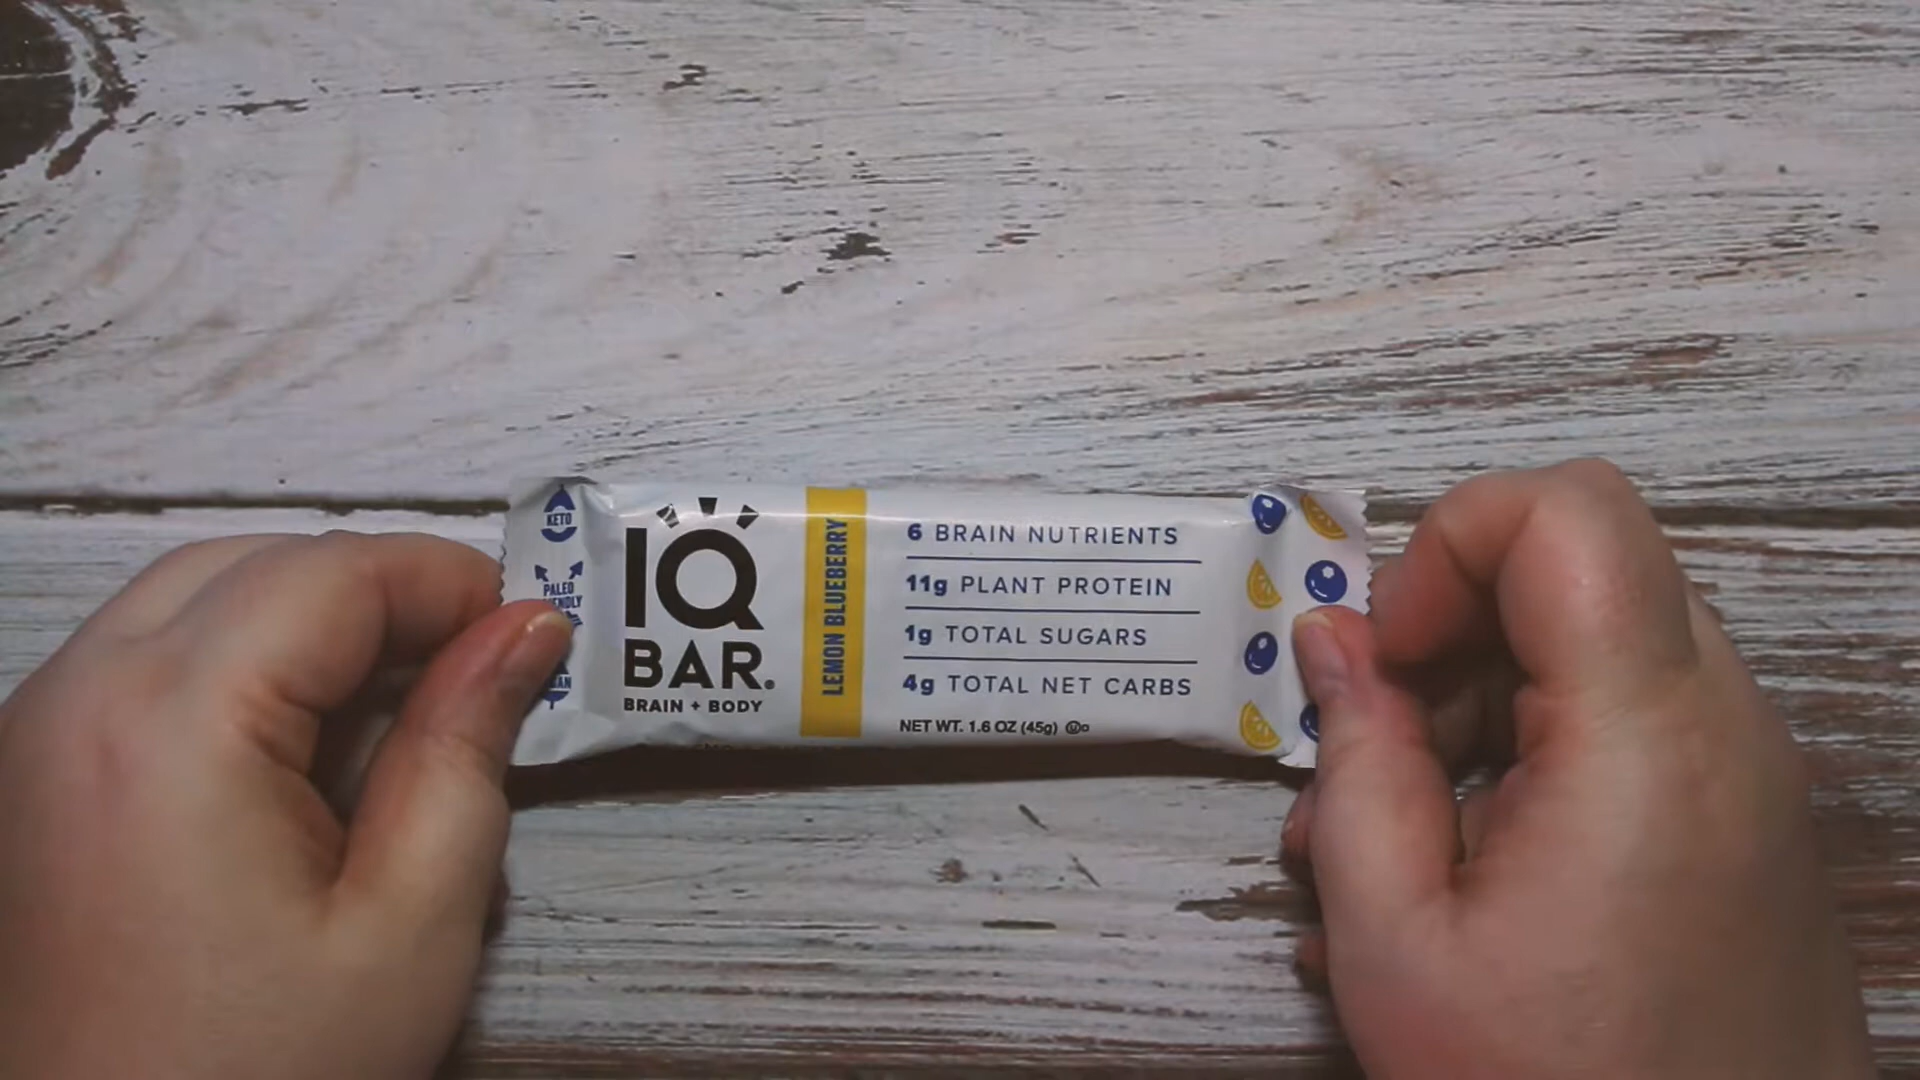 KETO
PALEO
IQ
BAR.
BRAIN + BODY
LEMON BLUEBERRY
6 BRAIN NUTRIENTS
11g PLANT PROTEIN
1g TOTAL SUGARS
4g TOTAL NET CARBS
NET WT. 1.6 OZ (45g)